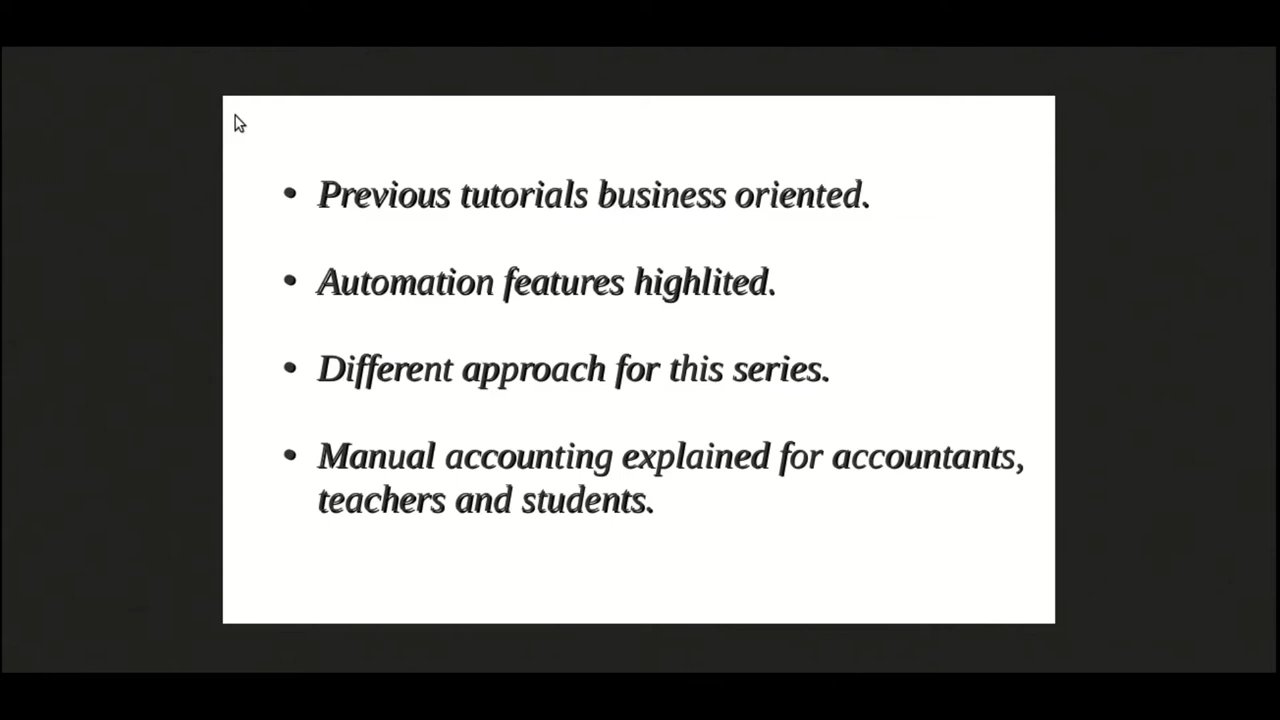 • Previous tutorials business oriented.
• Automation features highlited.
• Different approach for this series.
• Manual accounting explained for accountants,
teachers and students.